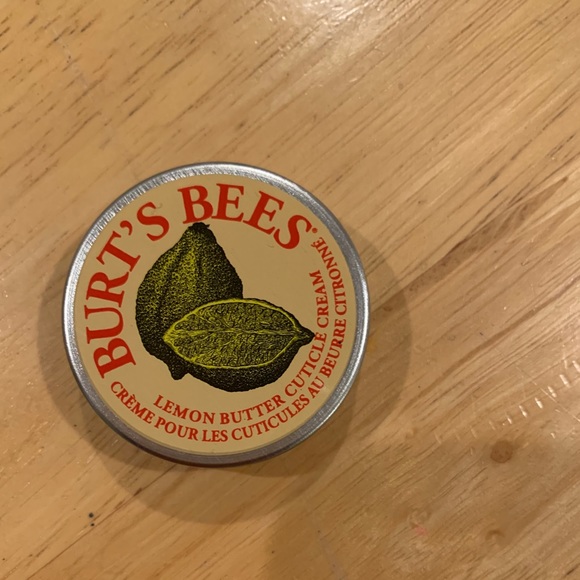 BURT'S BEES®
LEMON BUTTER CUTICLE CREAM
CRÈME POUR LES CUTICULES AU BEURRE CITRONNÉ